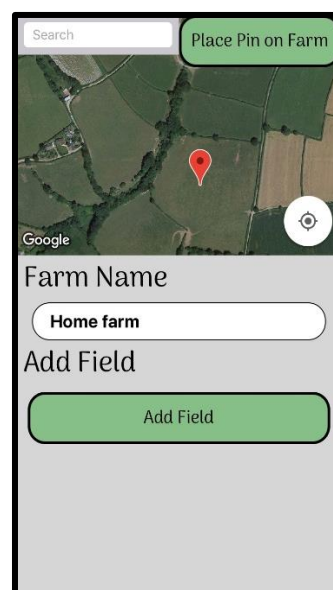 Search
Place Pin on Farm
Google
Farm Name
Home farm
Add Field
Add Field